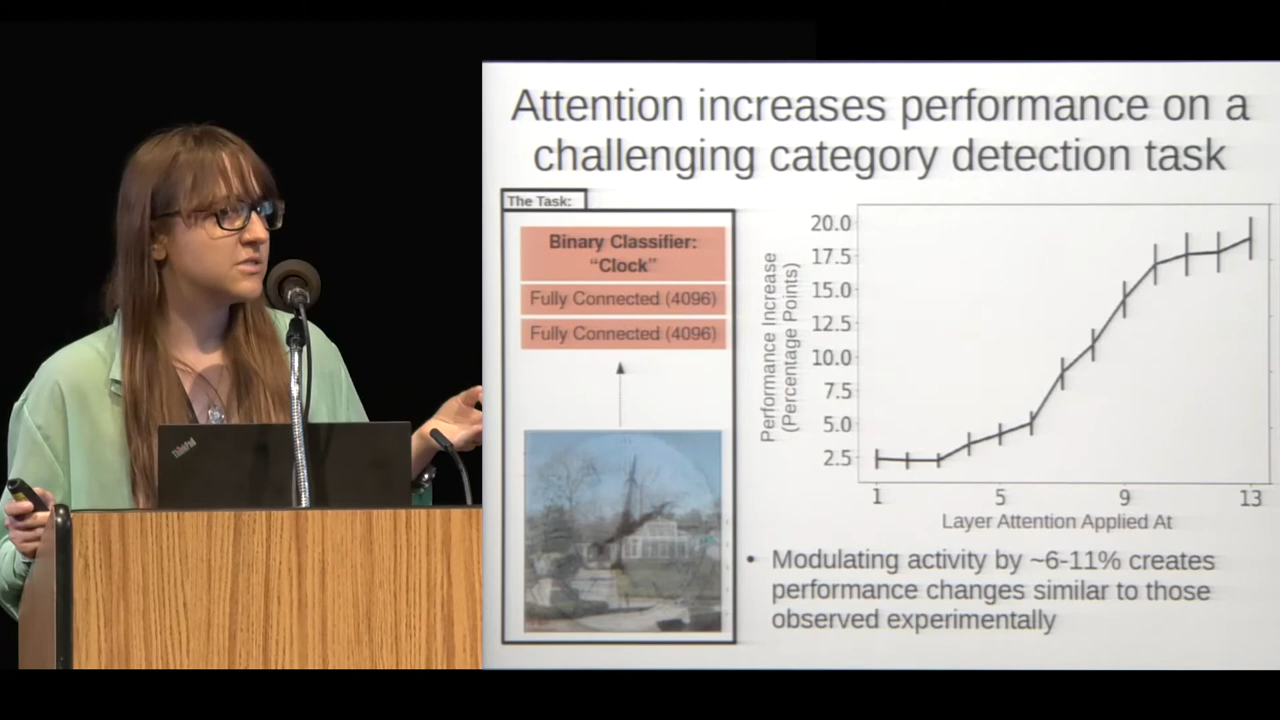 Attention increases performance on a
challenging category detection task
The Task:
Binary Classifier:
“Clock”
Fully Connected (4096)
Fully Connected (4096)
Performance Increase
(Percentage Points)
20.0
17.5
15.0
12.5
10.0
7.5
5.0
2.5
1 5 9 13
Layer Attention Applied At
• Modulating activity by ~6-11% creates
performance changes similar to those
observed experimentally
ThinkPad